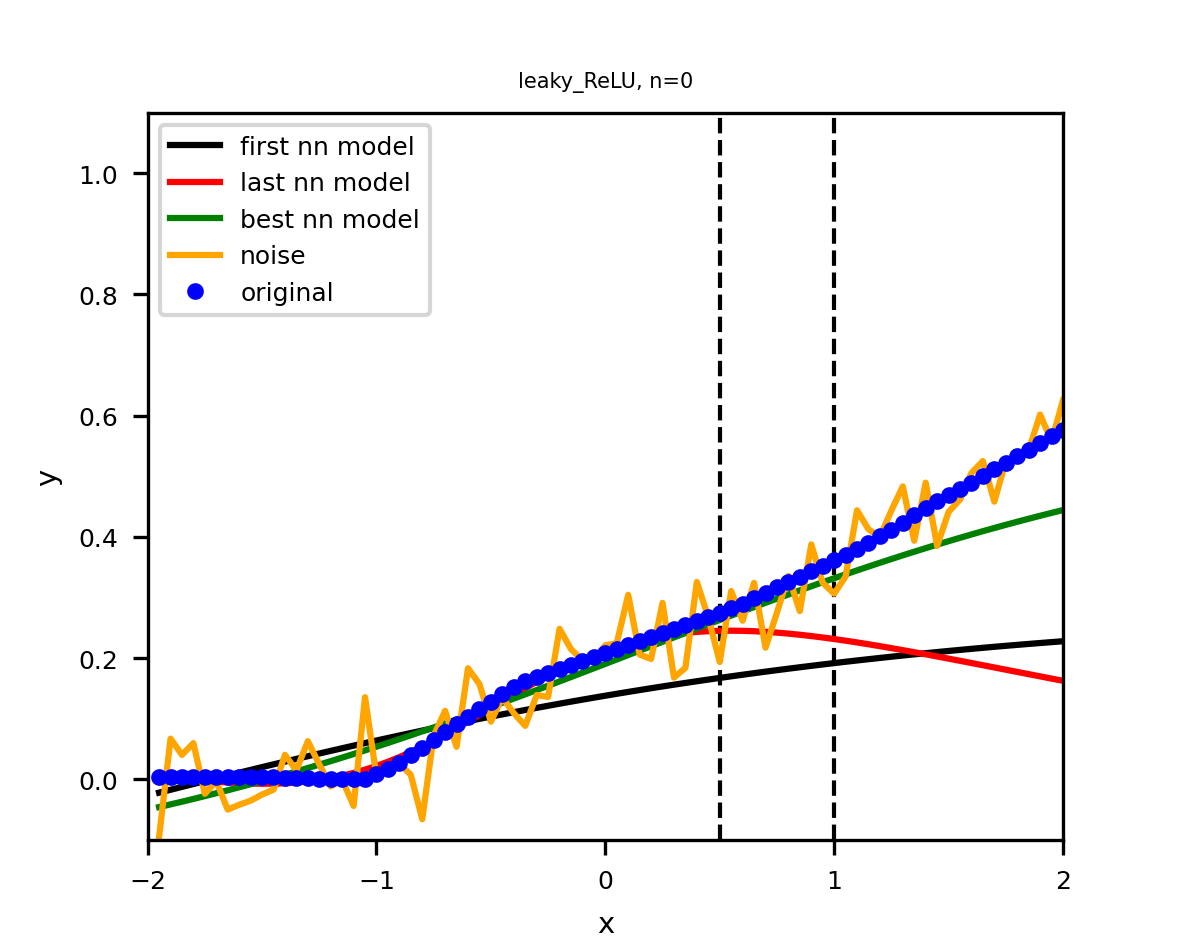 leaky_ReLU, n=0
first nn model
last nn model
best nn model
noise
original
1.0
0.8
0.6
0.4
0.2
0.0
y
−2
−1
0
1
2
x